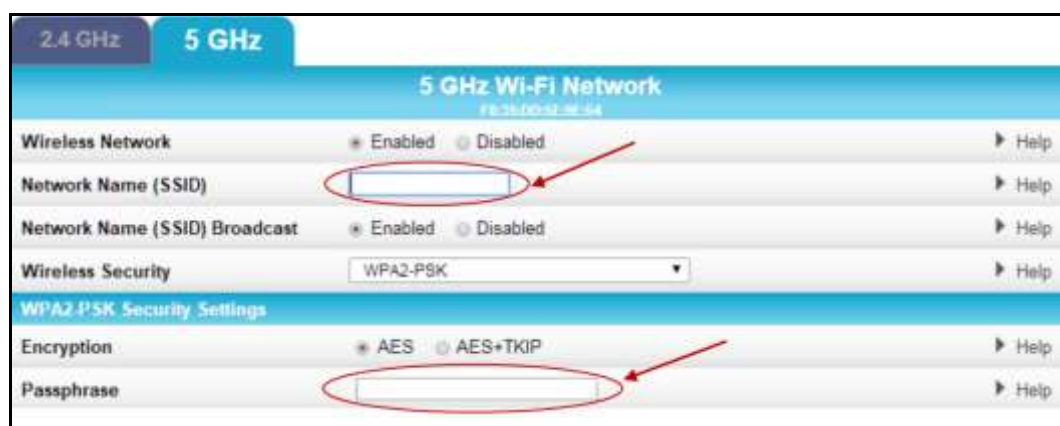 2.4 GHz 5 GHz
5 GHz Wi-Fi Network
Wireless Network Enabled Disabled Help
Network Name (SSID) Help
Network Name (SSID) Broadcast Enabled Disabled Help
Wireless Security WPA2-PSK Help
WPA2-PSK Security Settings
Encryption AES AES+TKIP Help
Passphrase Help